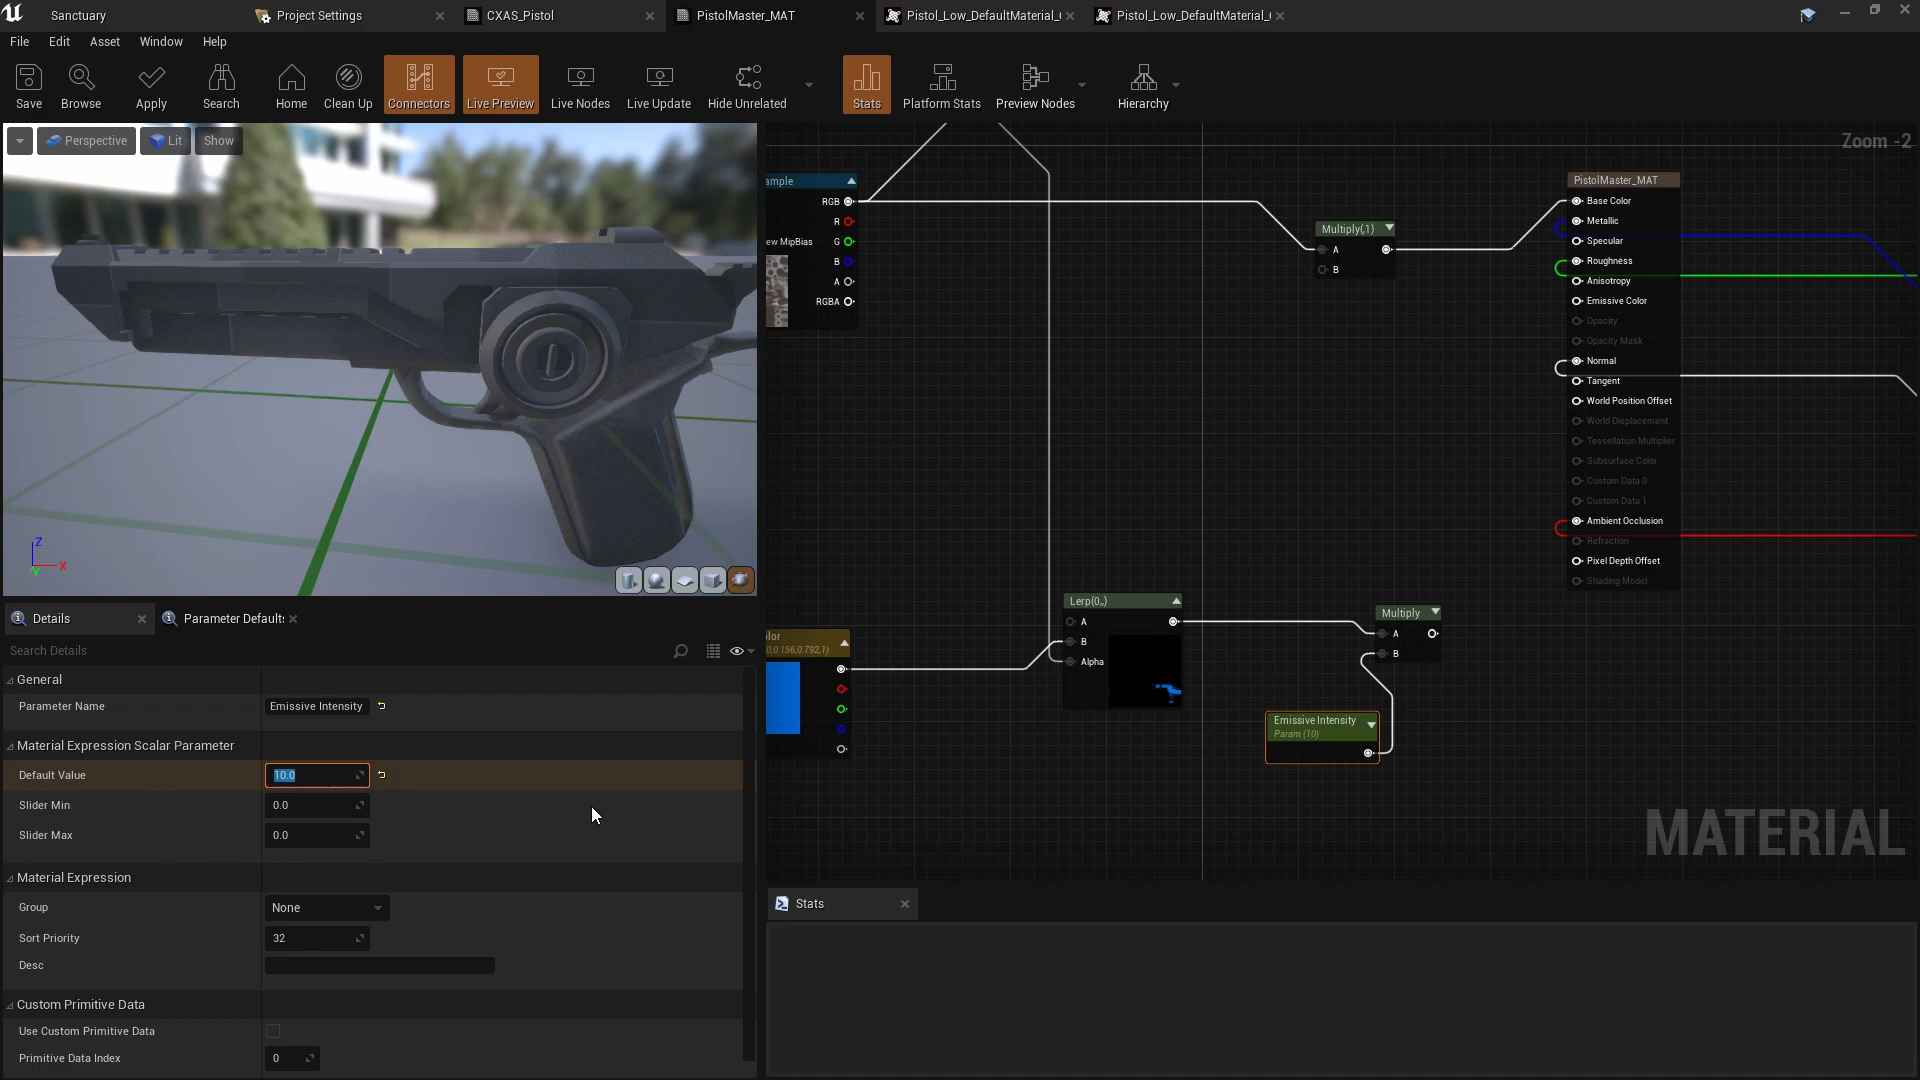 Sanctuary
Project Settings
CXAS_Pistol
PistolMaster_MAT
Pistol_Low_DefaultMaterial_(
Pistol_Low_DefaultMaterial_(
File
Edit
Asset
Window
Help
Save
Browse
Apply
Search
Home
Clean Up
Connectors
Live Preview
Live Nodes
Live Update
Hide Unrelated
Stats
Platform Stats
Preview Nodes
Hierarchy
Perspective
Lit
Show
Zoom -2
Z
X
Y
ample
RGB
R
ew MipBias
G
B
A
RGBA
Multiply(,1)
A
B
PistolMaster_MAT
Base Color
Metallic
Specular
Roughness
Anisotropy
Emissive Color
Opacity
Opacity Mask
Normal
Tangent
World Position Offset
World Displacement
Tessellation Multiplier
Subsurface Color
Custom Data 0
Custom Data 1
Ambient Occlusion
Refraction
Pixel Depth Offset
Shading Model
lor
0,0.156,0.792,1)
Lerp(0,,)
A
B
Alpha
Multiply
A
B
Emissive Intensity
Param (10)
MATERIAL
Details
Parameter Default
Search Details
General
Parameter Name
Emissive Intensity
Material Expression Scalar Parameter
Default Value
10.0
Slider Min
0.0
Slider Max
0.0
Material Expression
Group
None
Sort Priority
32
Desc
Custom Primitive Data
Use Custom Primitive Data
Primitive Data Index
0
Stats